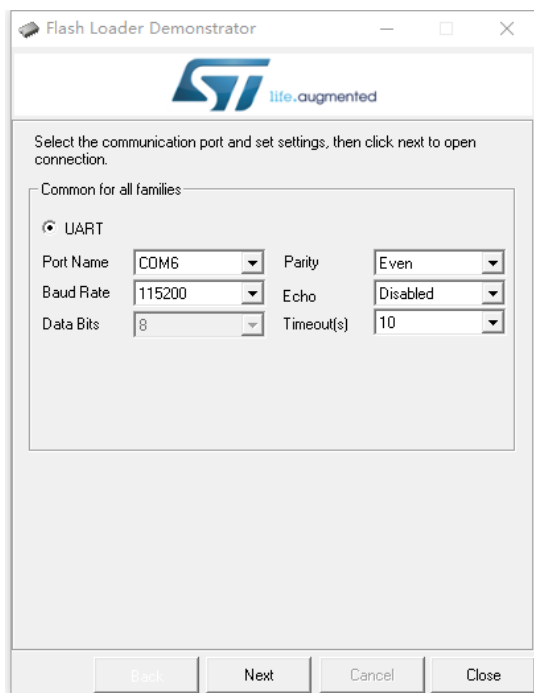 Flash Loader Demonstrator
ST
life.augmented
Select the communication port and set settings, then click next to open
connection.
Common for all families
UART
Port Name COM6 Parity Even
Baud Rate 115200 Echo Disabled
Data Bits 8 Timeout(s) 10
Back Next Cancel Close